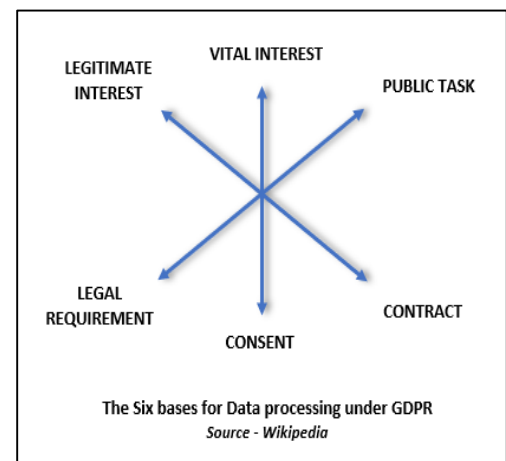 VITAL INTEREST
LEGITIMATE
INTEREST
PUBLIC TASK
LEGAL
REQUIREMENT
CONTRACT
CONSENT
The Six bases for Data processing under GDPR
Source - Wikipedia